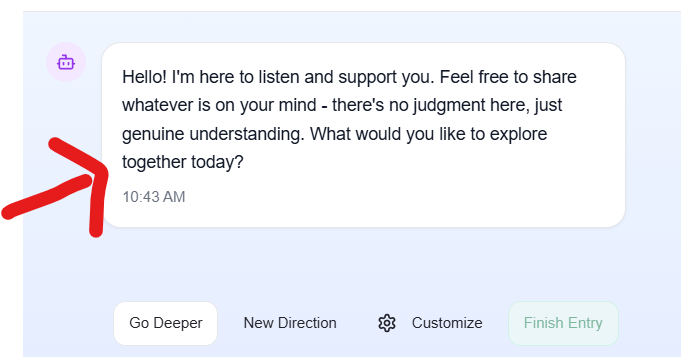 Hello! I'm here to listen and support you. Feel free to share
whatever is on your mind - there's no judgment here, just
genuine understanding. What would you like to explore
together today?
10:43 AM
Go Deeper New Direction Customize Finish Entry